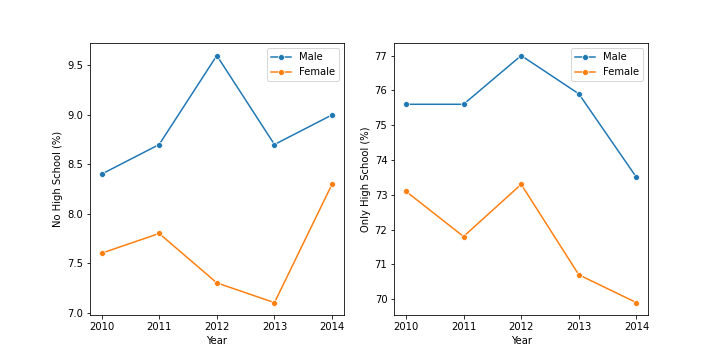 No High School (%)
9.5
9.0
8.5
8.0
7.5
7.0
2010 2011 2012 2013 2014
Year
Male
Female
Only High School (%)
77
76
75
74
73
72
71
70
2010 2011 2012 2013 2014
Year
Male
Female